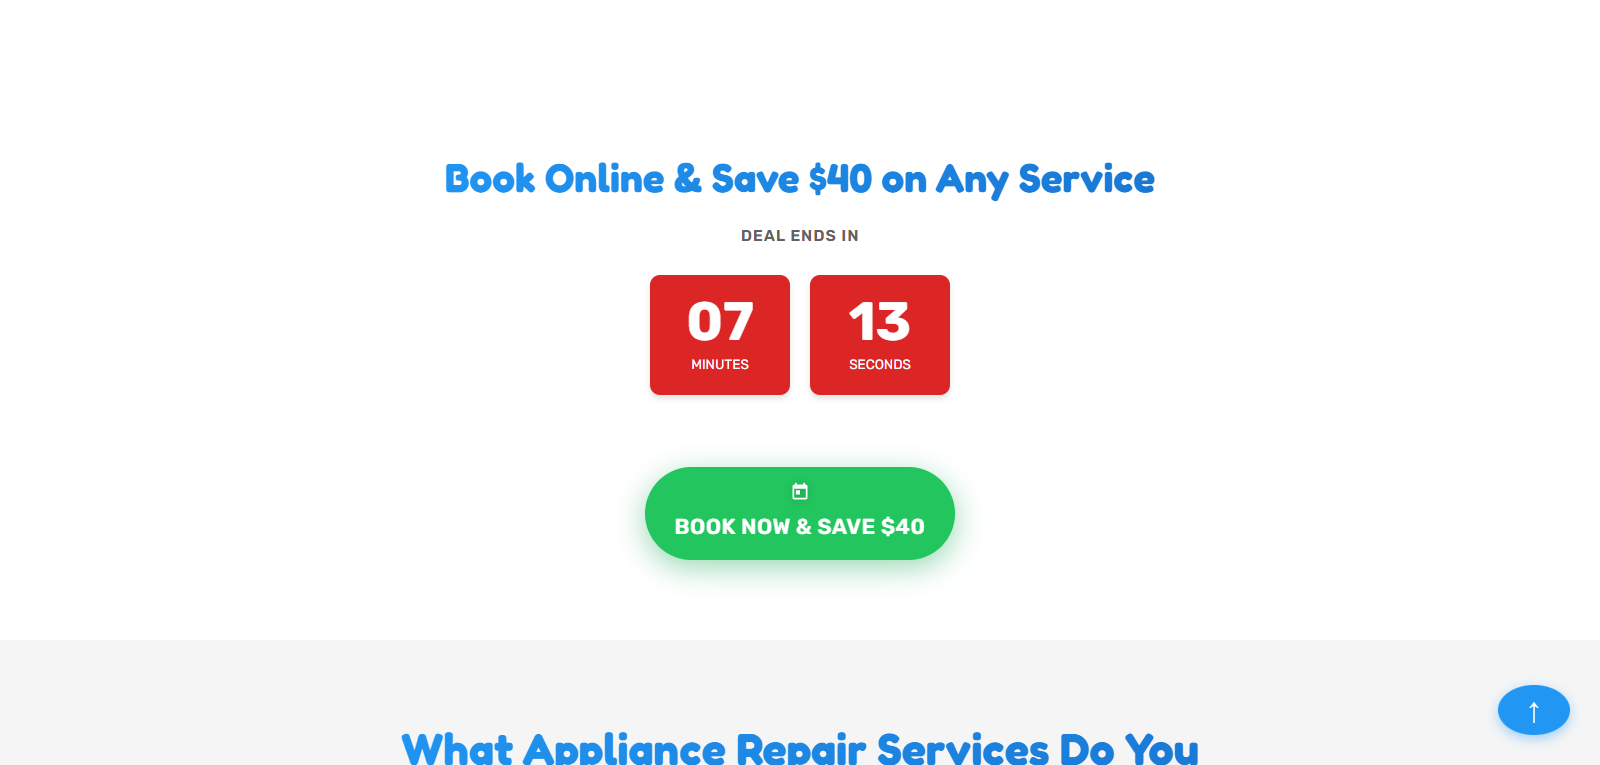 Book Online & Save $40 on Any Service
DEAL ENDS IN
07 13
MINUTES SECONDS
BOOK NOW & SAVE $40
What Appliance Repair Services Do You
↑